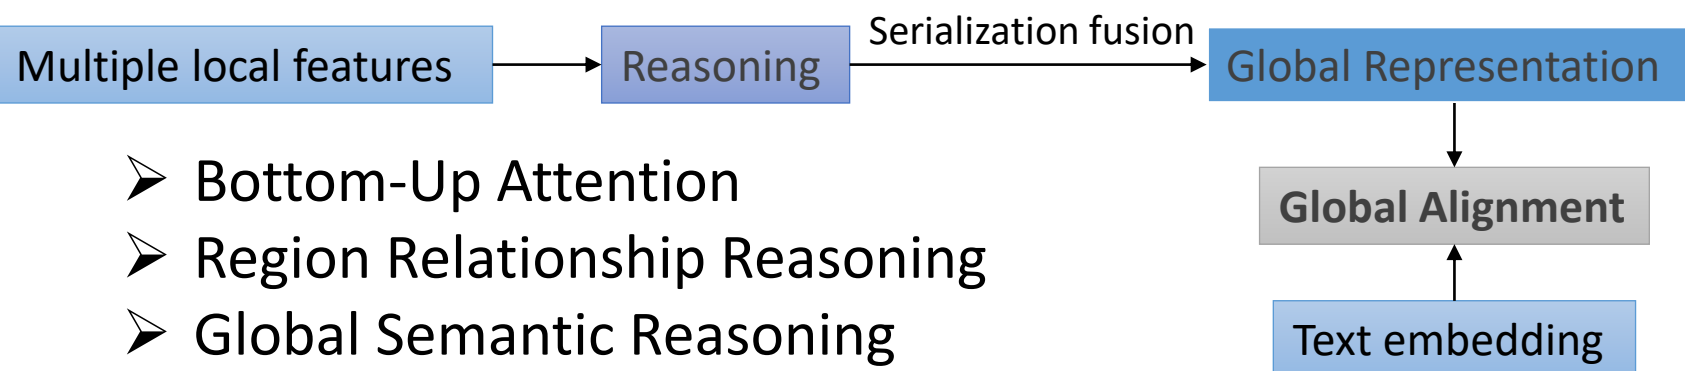 Serialization fusion
Multiple local features
Reasoning
Global Representation
Bottom-Up Attention
Global Alignment
Region Relationship Reasoning
Global Semantic Reasoning
Text embedding